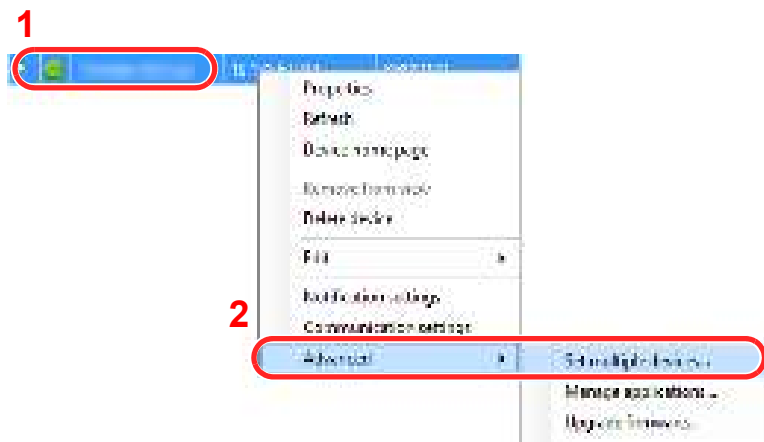 1
Properties
Refresh
Device home page
Remove from view
Delete device
Edit
Notification settings
2
Communication settings
Advanced
Set multiple devices...
Manage applications ...
Upgrade firmware...